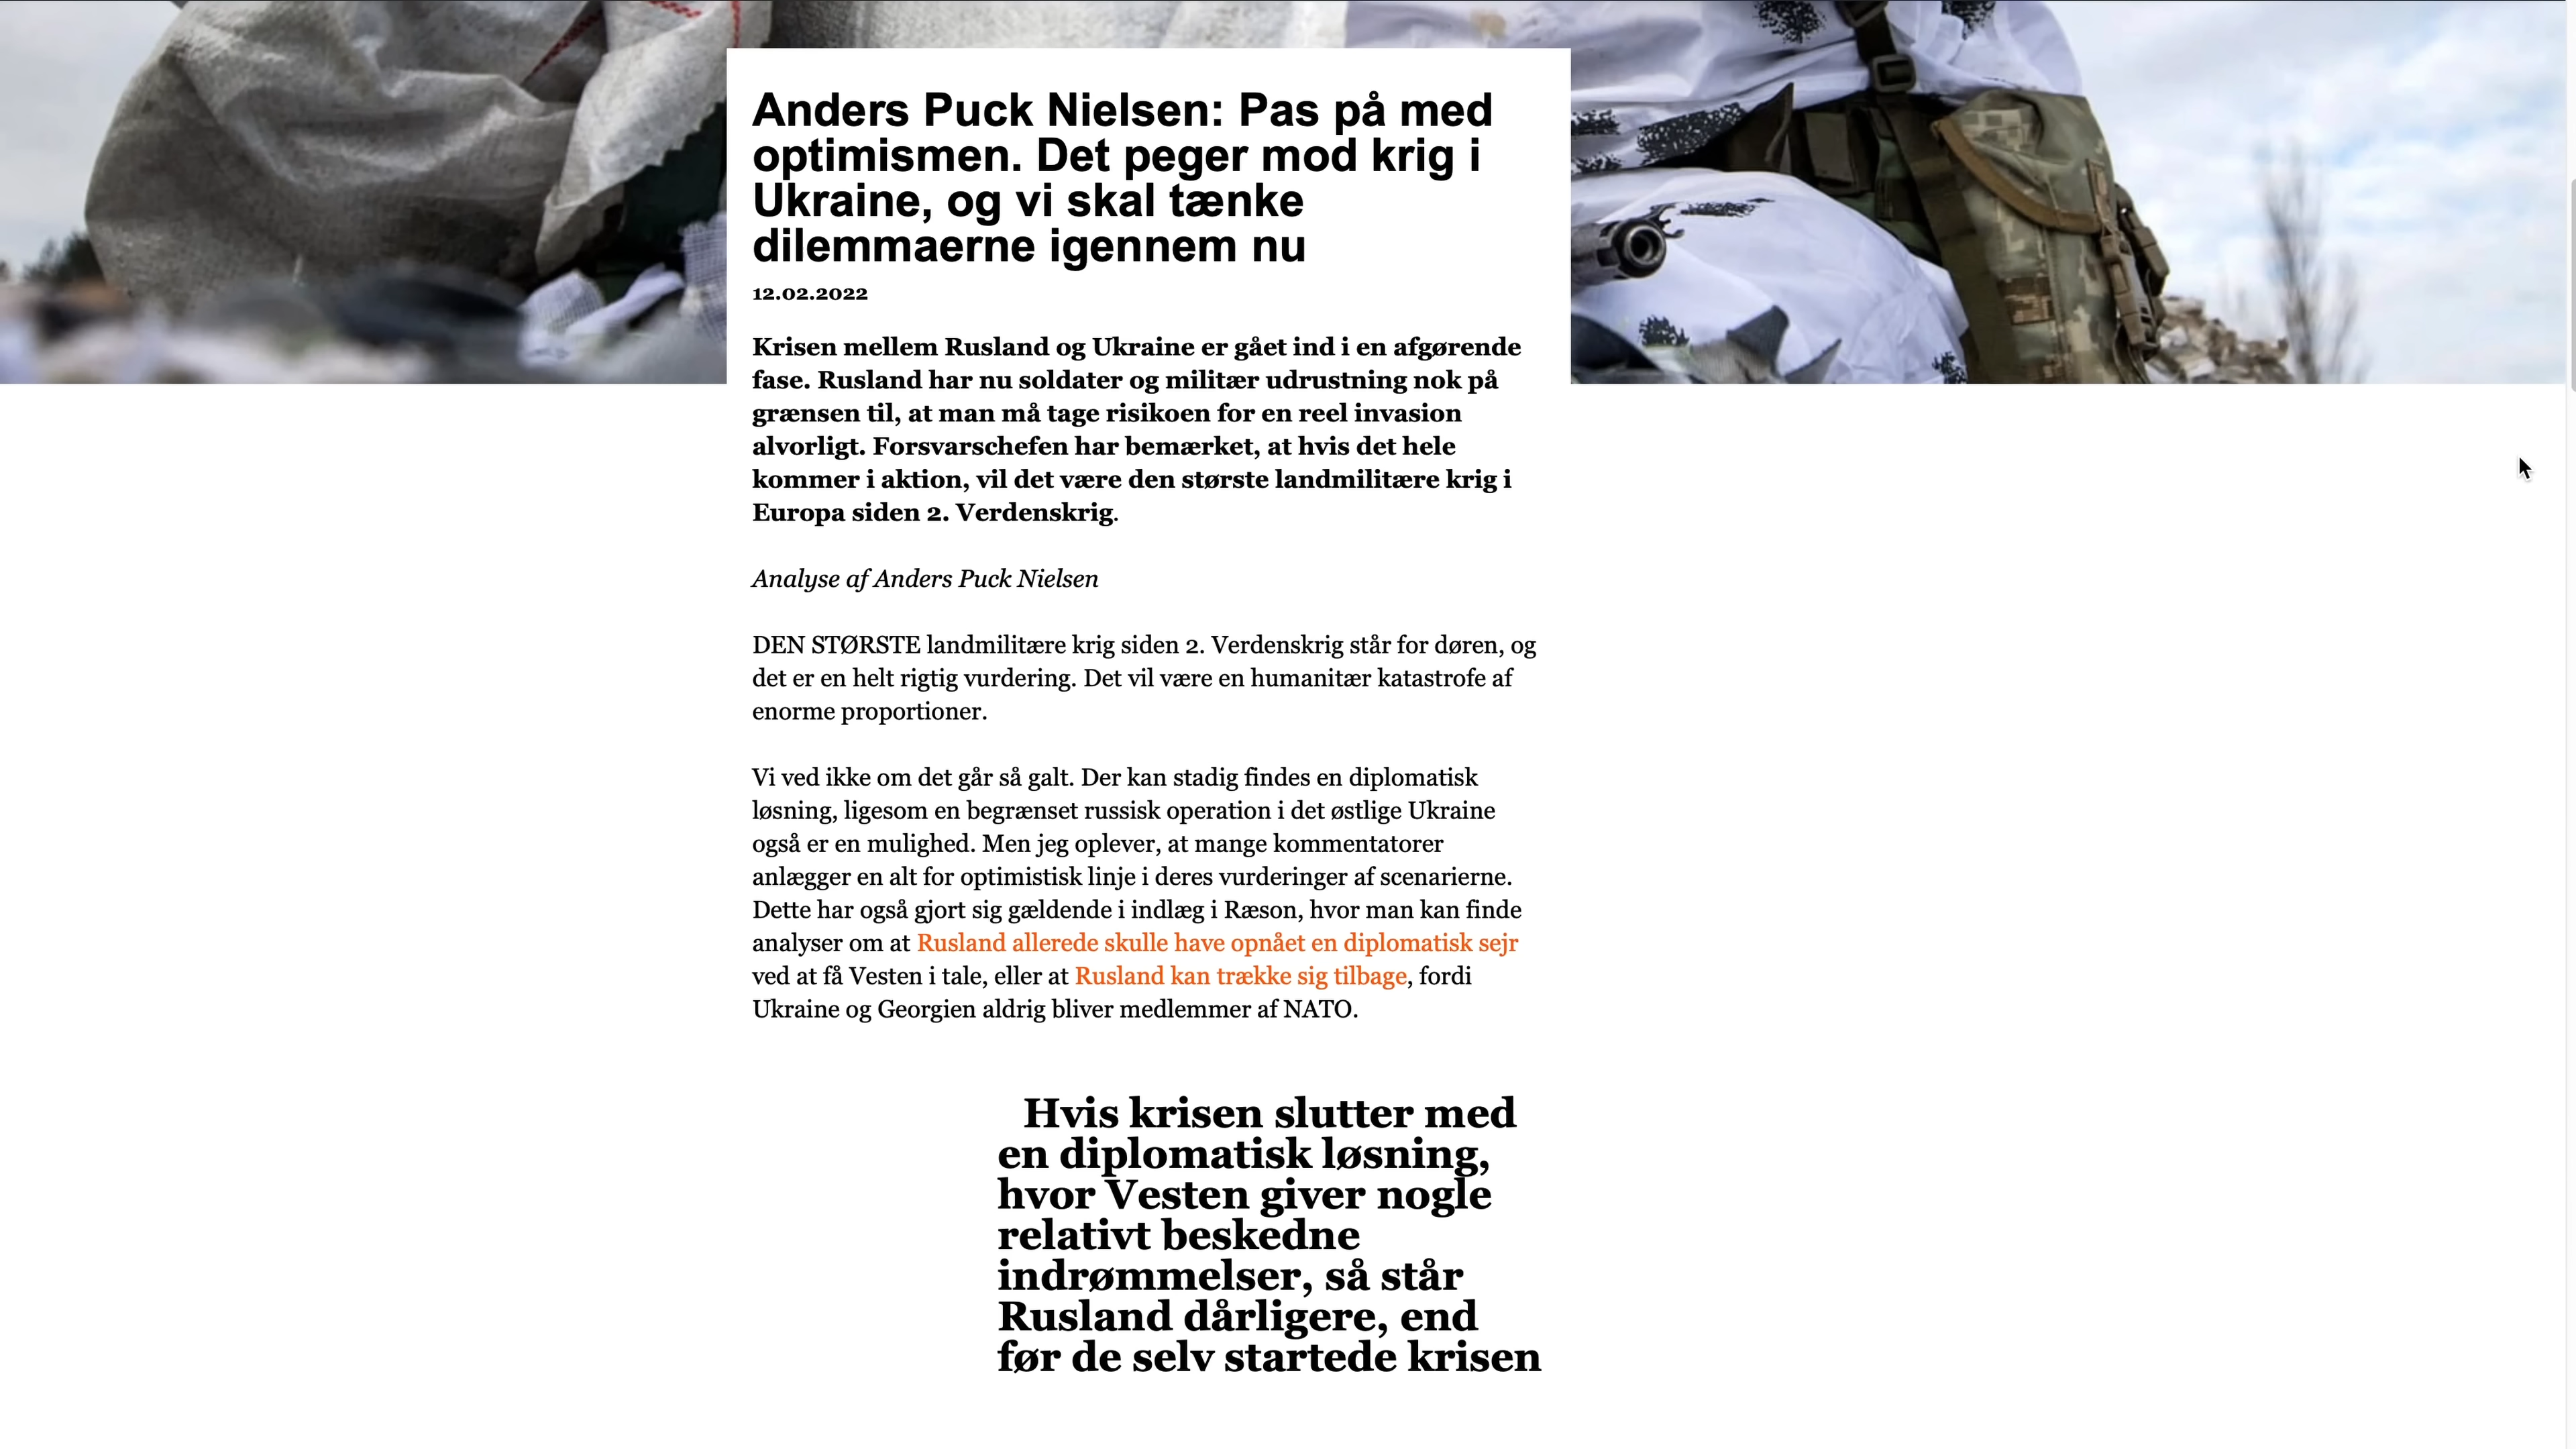 Anders Puck Nielsen: Pas på med
optimismen. Det peger mod krig i
Ukraine, og vi skal tænke
dilemmaerne igennem nu
12.02.2022
Krisen mellem Rusland og Ukraine er gået ind i en afgørende
fase. Rusland har nu soldater og militær udrustning nok på
grænsen til, at man må tage risikoen for en reel invasion
alvorligt. Forsvarschefen har bemærket, at hvis det hele
kommer i aktion, vil det være den største landmilitære krig i
Europa siden 2. Verdenskrig.
Analyse af Anders Puck Nielsen
DEN STØRSTE landmilitære krig siden 2. Verdenskrig står for døren, og
det er en helt rigtig vurdering. Det vil være en humanitær katastrofe af
enorme proportioner.
Vi ved ikke om det går så galt. Der kan stadig findes en diplomatisk
løsning, ligesom en begrænset russisk operation i det østlige Ukraine
også er en mulighed. Men jeg oplever, at mange kommentatorer
anlægger en alt for optimistisk linje i deres vurderinger af scenarierne.
Dette har også gjort sig gældende i indlæg i Ræson, hvor man kan finde
analyser om at Rusland allerede skulle have opnået en diplomatisk sejr
ved at få Vesten i tale, eller at Rusland kan trække sig tilbage, fordi
Ukraine og Georgien aldrig bliver medlemmer af NATO.
Hvis krisen slutter med
en diplomatisk løsning,
hvor Vesten giver nogle
relativt beskedne
indrømmelser, så står
Rusland dårligere, end
før de selv startede krisen